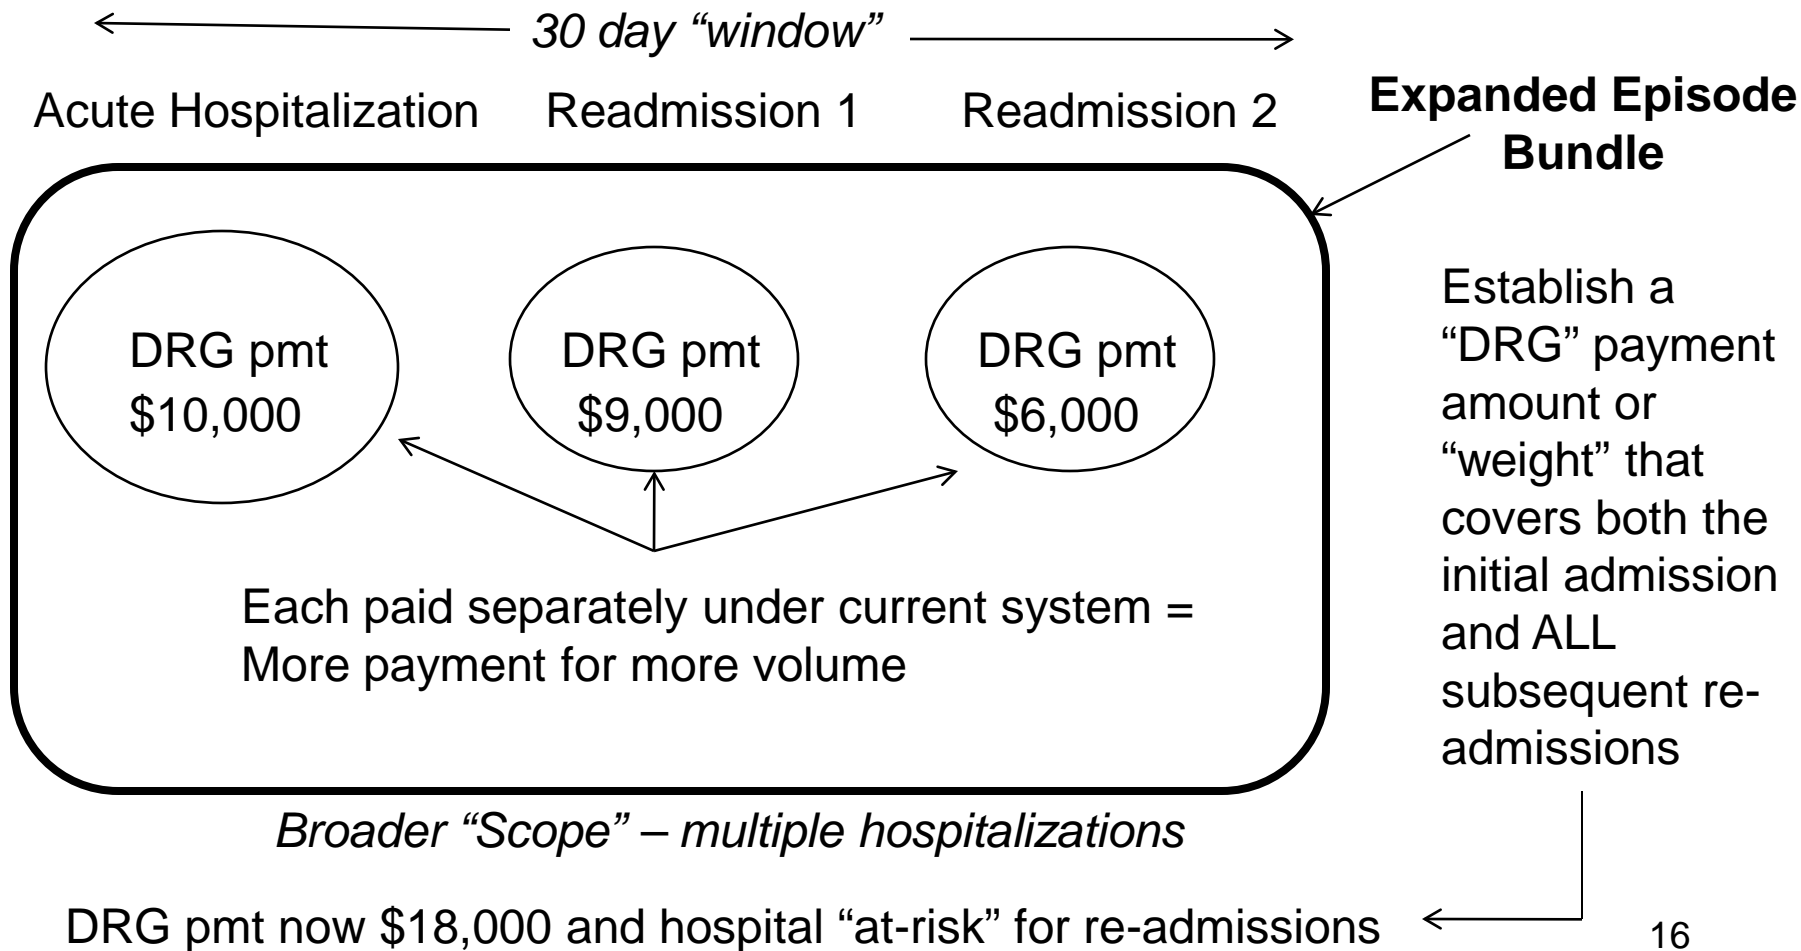 30 day “window”
Acute Hospitalization
Readmission 1
Readmission 2
Expanded Episode
Bundle
DRG pmt
$10,000
DRG pmt
$9,000
DRG pmt
$6,000
Each paid separately under current system =
More payment for more volume
Establish a
“DRG” payment
amount or
“weight” that
covers both the
initial admission
and ALL
subsequent re-
admissions
Broader “Scope” – multiple hospitalizations
DRG pmt now $18,000 and hospital “at-risk” for re-admissions
16